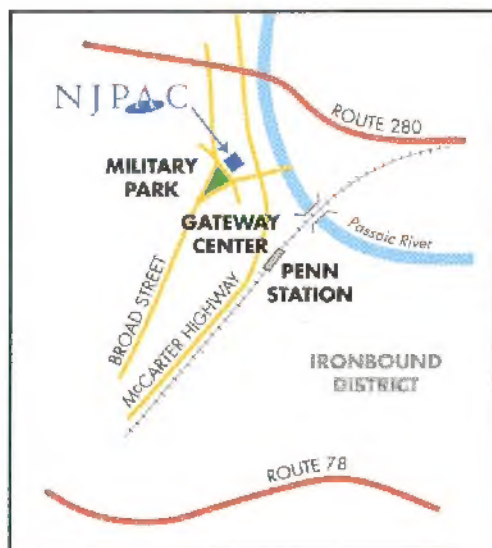 NJPAC
ROUTE 280
MILITARY
PARK
GATEWAY
CENTER
Passaic River
PENN
STATION
BROAD STREET
McCARTER HIGHWAY
IRONBOUND
DISTRICT
ROUTE 78